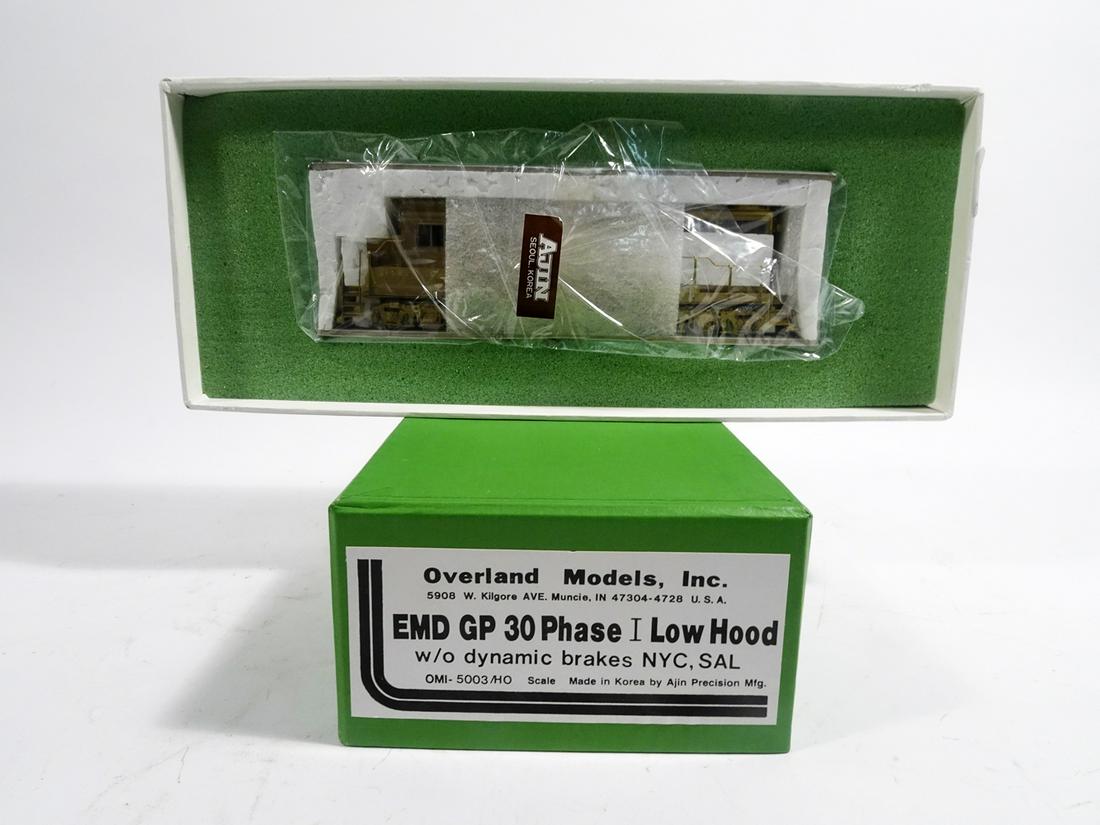 AJIN
SEOUL. KOREA
Overland Models, Inc.
5908 W. Kilgore AVE. Muncie, IN 47304-4728 U.S.A.
EMD GP 30 Phase I Low Hood
w/o dynamic brakes NYC, SAL
OMI-5003/HO Scale Made in Korea by Ajin Precision Mfg.